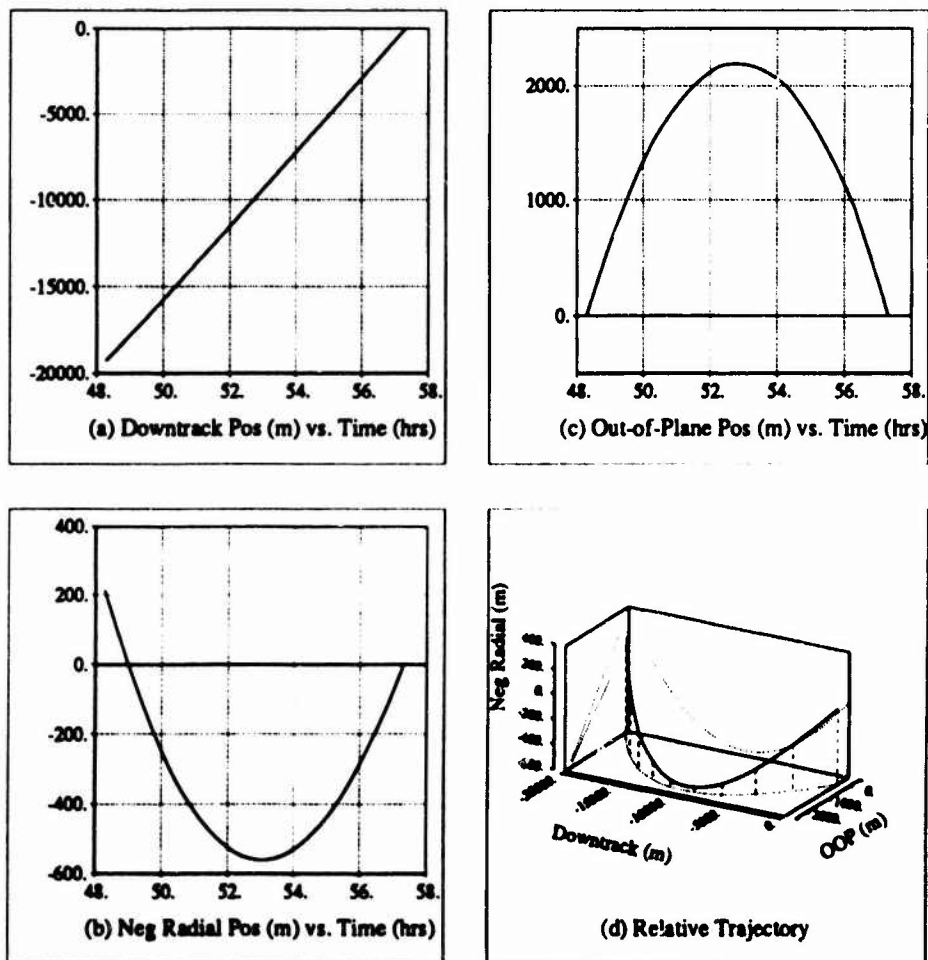 0.
-5000.
-10000.
-15000.
-20000.
48. 50. 52. 54. 56. 58.
(a) Downtrack Pos (m) vs. Time (hrs)
2000.
1000.
0.
48. 50. 52. 54. 56. 58.
(c) Out-of-Plane Pos (m) vs. Time (hrs)
400.
200.
0.
-200.
-400.
-600.
48. 50. 52. 54. 56. 58.
(b) Neg Radial Pos (m) vs. Time (hrs)
Neg Radial (m)
Downtrack (m)
OOP (m)
(d) Relative Trajectory